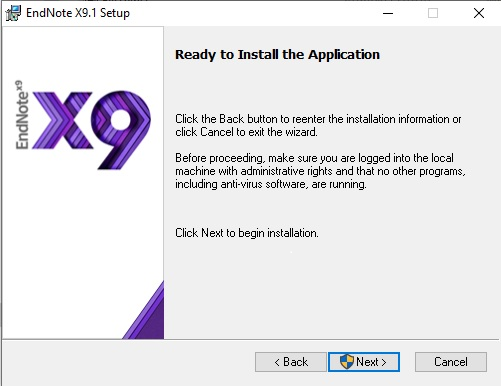 EndNote X9.1 Setup
Ready to Install the Application
EndNote X9
X9
Click the Back button to reenter the installation information or
click Cancel to exit the wizard.
Before proceeding, make sure you are logged into the local
machine with administrative rights and that no other programs,
including anti-virus software, are running.
Click Next to begin installation.
< Back
Next >
Cancel